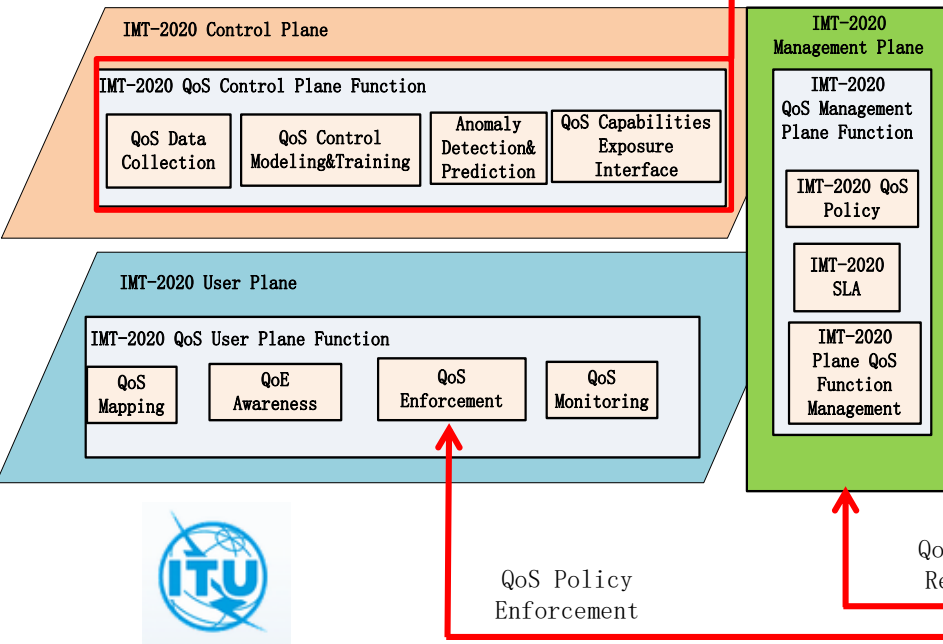 IMT-2020 Control Plane
IMT-2020 QoS Control Plane Function
QoS Data
Collection
QoS Control
Modeling&Training
Anomaly
Detection&
Prediction
QoS Capabilities
Exposure
Interface
IMT-2020
Management Plane
IMT-2020
QoS Management
Plane Function
IMT-2020 QoS
Policy
IMT-2020
SLA
IMT-2020
Plane QoS
Function
Management
IMT-2020 User Plane
IMT-2020 QoS User Plane Function
QoS
Mapping
QoE
Awareness
QoS
Enforcement
QoS
Monitoring
ITU
QoS Policy
Enforcement